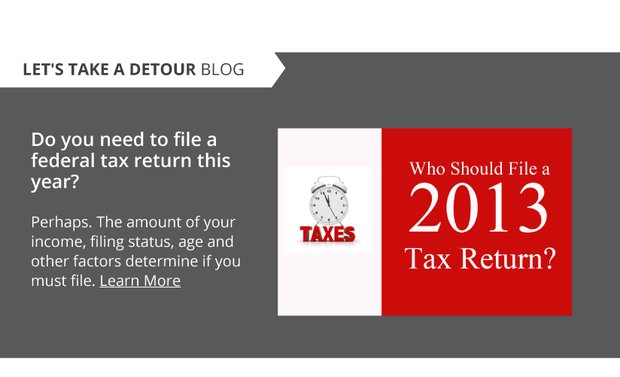 LET'S TAKE A DETOUR BLOG
Do you need to file a
federal tax return this
year?
Perhaps. The amount of your
income, filing status, age and
other factors determine if you
must file. Learn More
TAXES
Who Should File a
2013
Tax Return?